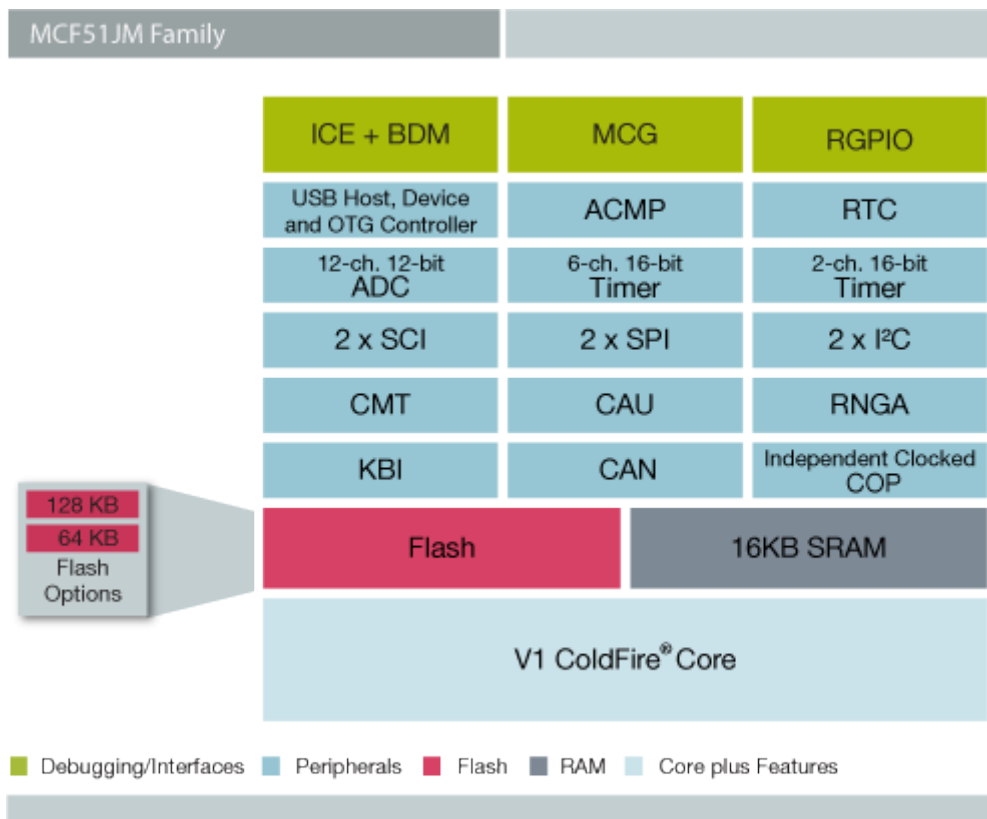 MCF51JM Family
ICE + BDM
MCG
RGPIO
USB Host, Device
and OTG Controller
ACMP
RTC
12-ch. 12-bit
ADC
6-ch. 16-bit
Timer
2-ch. 16-bit
Timer
2 x SCI
2 x SPI
2 x I²C
CMT
CAU
RNGA
KBI
CAN
Independent Clocked
COP
128 KB
64 KB
Flash
Options
Flash
16KB SRAM
V1 ColdFire® Core
Debugging/Interfaces
Peripherals
Flash
RAM
Core plus Features